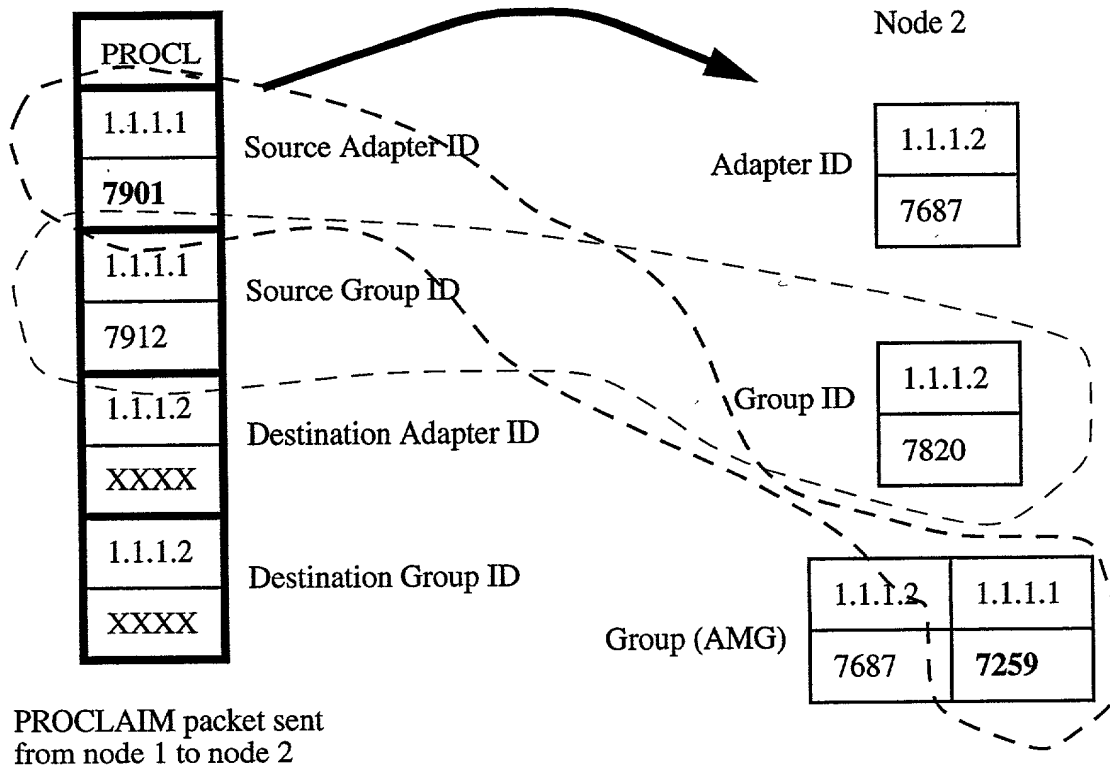 PROCL
1.1.1.1
7901
Source Adapter ID
1.1.1.1
7912
Source Group ID
1.1.1.2
XXXX
Destination Adapter ID
1.1.1.2
XXXX
Destination Group ID
PROCLAIM packet sent
from node 1 to node 2
Node 2
Adapter ID
1.1.1.2
7687
Group ID
1.1.1.2
7820
Group (AMG)
1.1.1.2 1.1.1.1
7687 7259